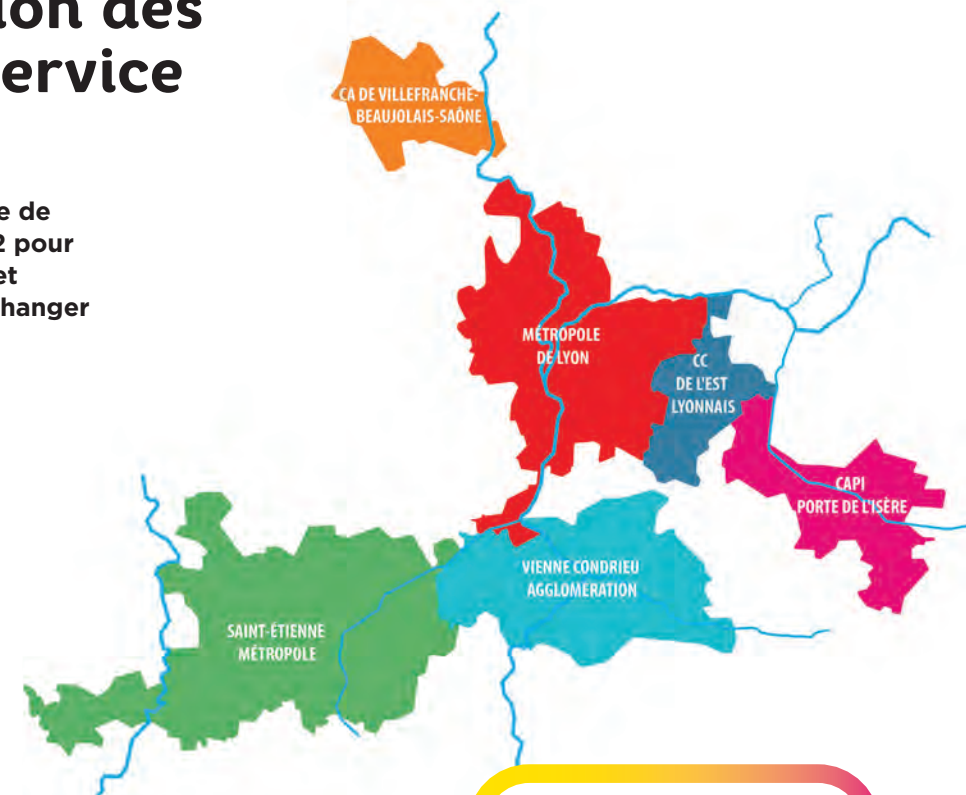 ion des
ervice
e de
2 pour
et
hanger
CA DE VILLEFRANCHE-
BEAUJOLAIS-SAÔNE
MÉTROPOLE
DE LYON
CC
DE L'EST
LYONNAIS
CAPI
PORTE DE L'ISÈRE
VIENNE CONDRIEU
AGGLOMERATION
SAINT-ÉTIENNE
MÉTROPOLE